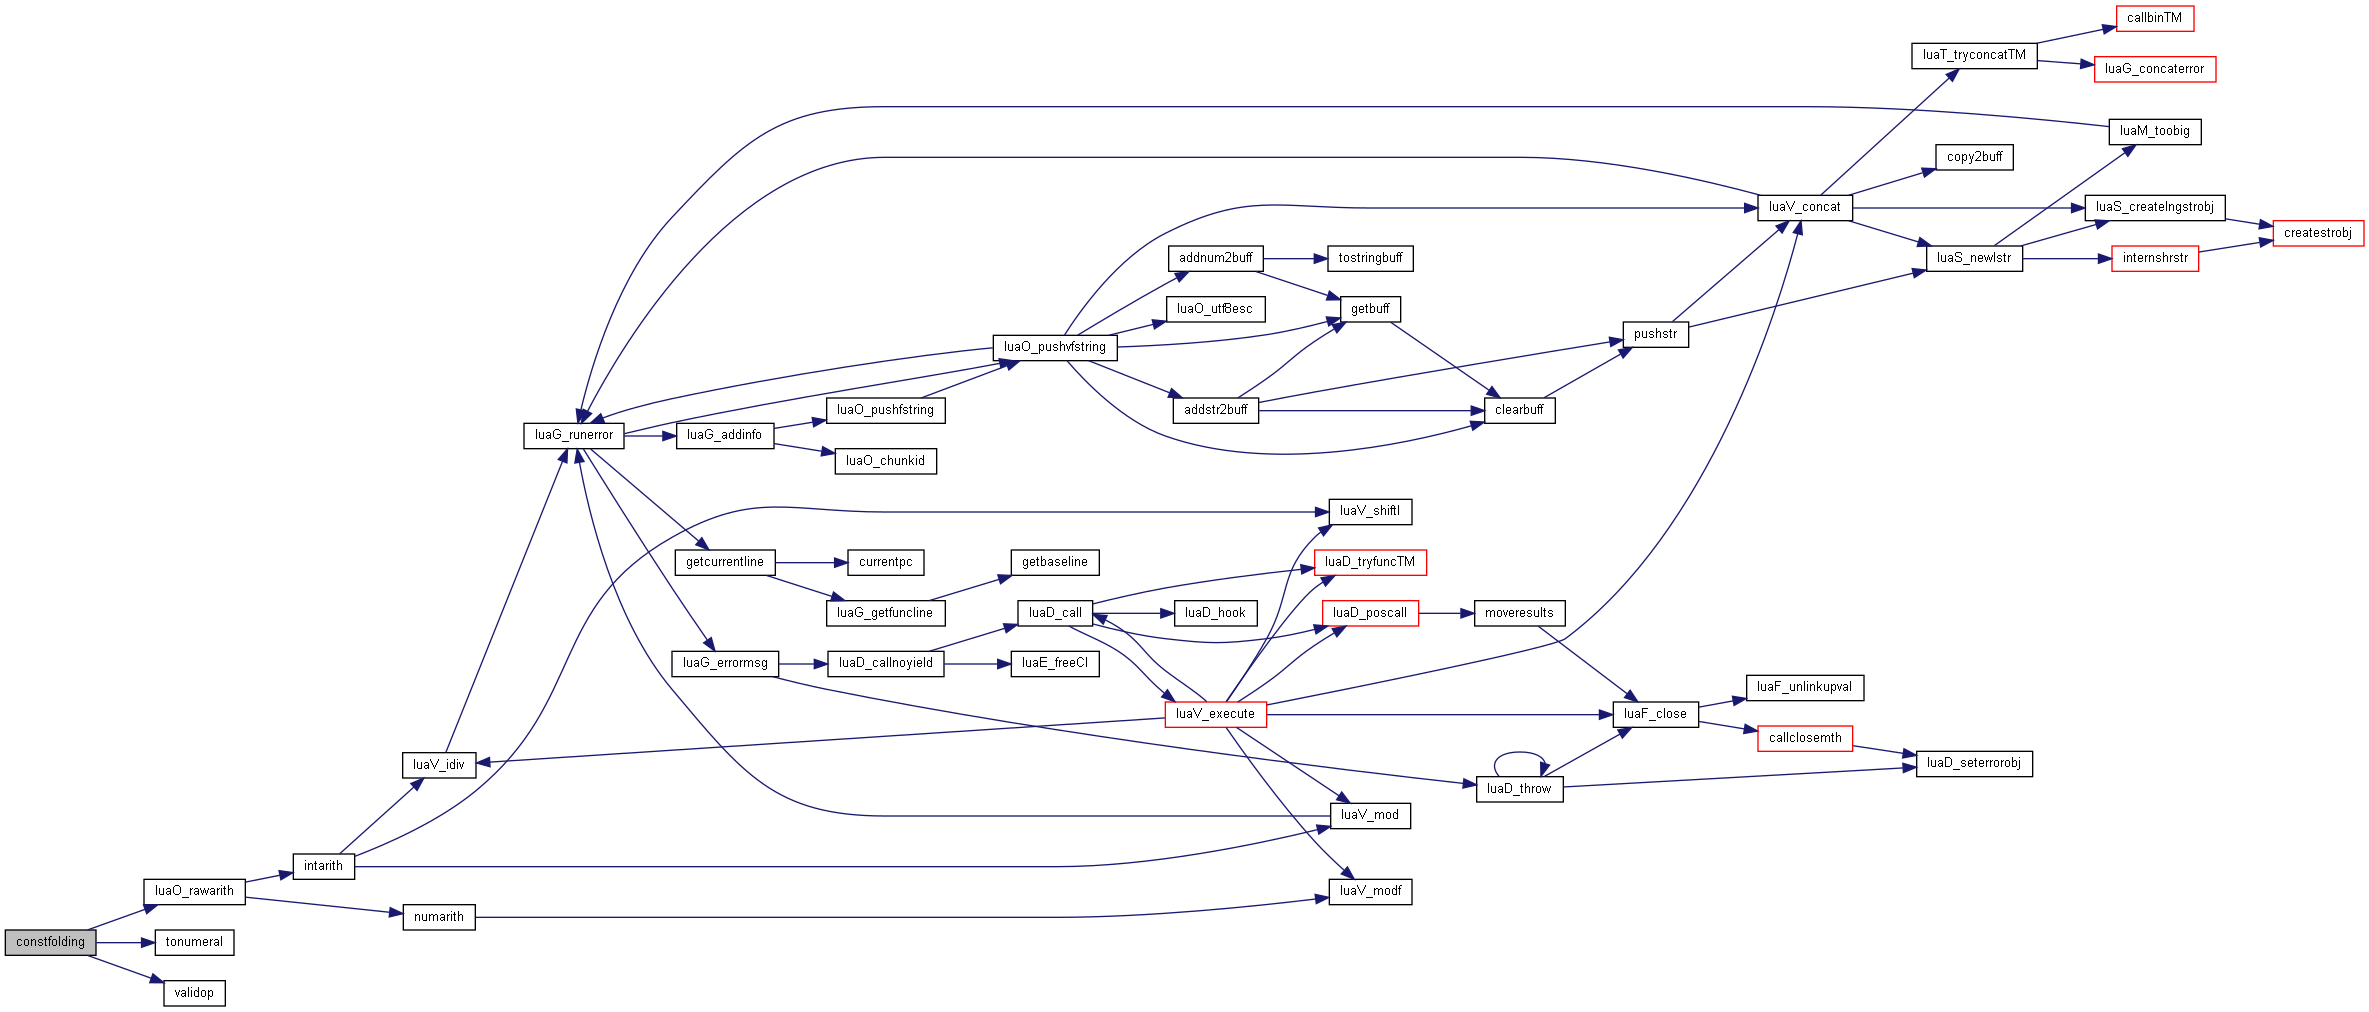 callbinTM
luaT_tryconcatTM
luaG_concaterror
luaM_toobig
copy2buff
luaV_concat
luaS_createlngstrobj
createstrobj
addnum2buff
tostringbuff
luaS_newlstr
internshrstr
luaO_utf8esc
getbuff
luaO_pushvfstring
pushstr
luaO_pushfstring
addstr2buff
clearbuff
luaG_runerror
luaG_addinfo
luaO_chunkid
luaV_shiftl
getcurrentline
currentpc
getbaseline
luaD_tryfuncTM
luaG_getfuncline
luaD_call
luaD_hook
luaD_poscall
moveresults
luaG_errormsg
luaD_callnoyield
luaE_freeCI
luaF_unlinkupval
luaV_execute
luaF_close
callclosemth
luaV_idiv
luaD_seterrorobj
luaD_throw
luaV_mod
intarith
luaO_rawarith
luaV_modf
numarith
constfolding
tonumeral
validop